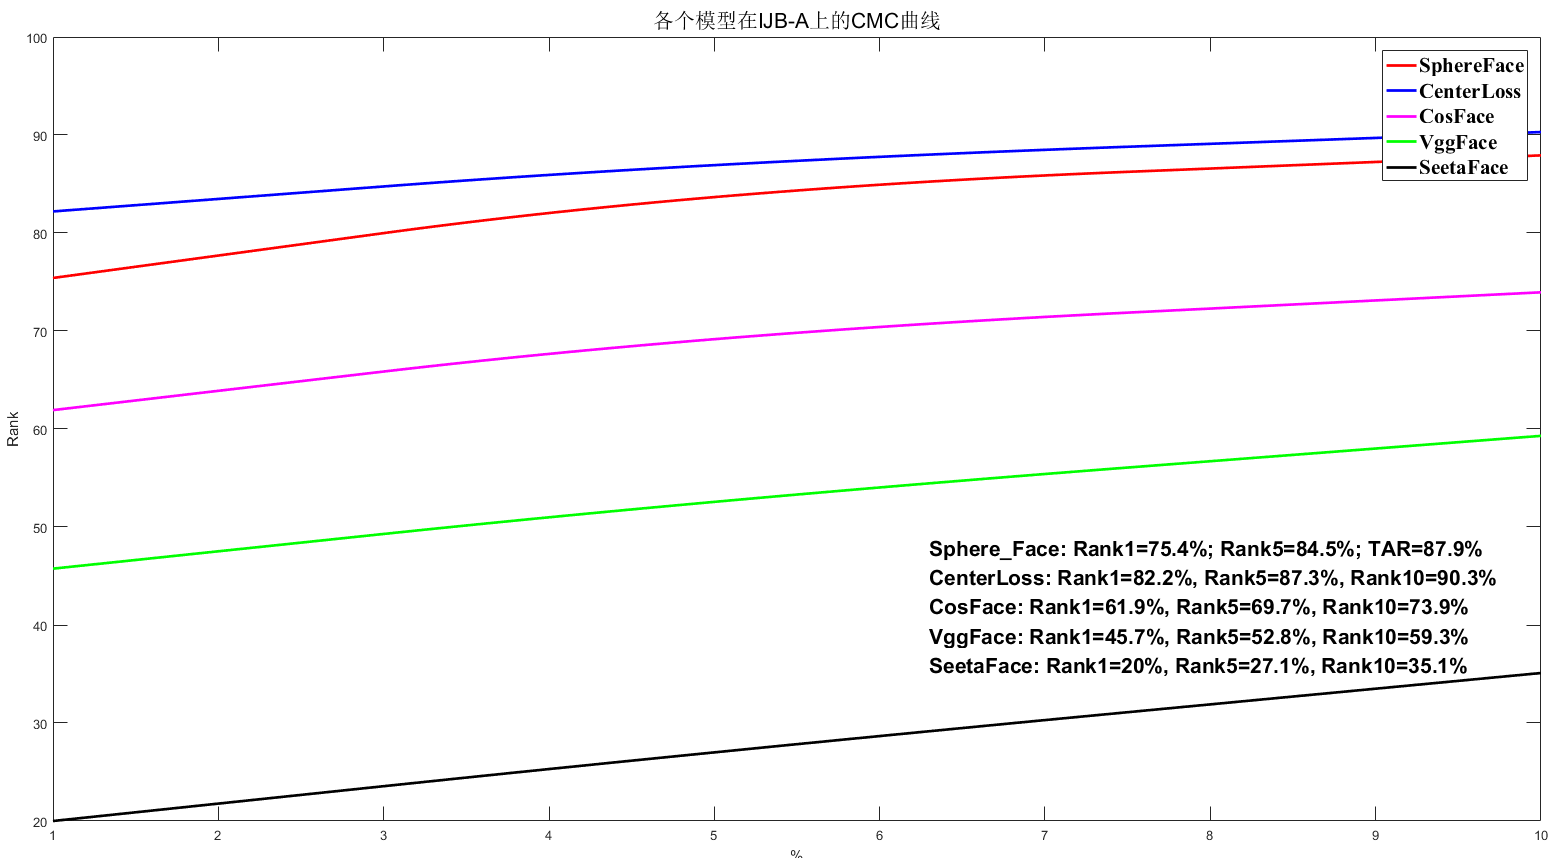 各个模型在IJB-A上的CMC曲线
100
90
80
70
60
50
40
30
20
Rank
SphereFace
CenterLoss
CosFace
VggFace
SeetaFace
Sphere_Face: Rank1=75.4%; Rank5=84.5%; TAR=87.9%
CenterLoss: Rank1=82.2%, Rank5=87.3%, Rank10=90.3%
CosFace: Rank1=61.9%, Rank5=69.7%, Rank10=73.9%
VggFace: Rank1=45.7%, Rank5=52.8%, Rank10=59.3%
SeetaFace: Rank1=20%, Rank5=27.1%, Rank10=35.1%
1 2 3 4 5 6 7 8 9 10
%